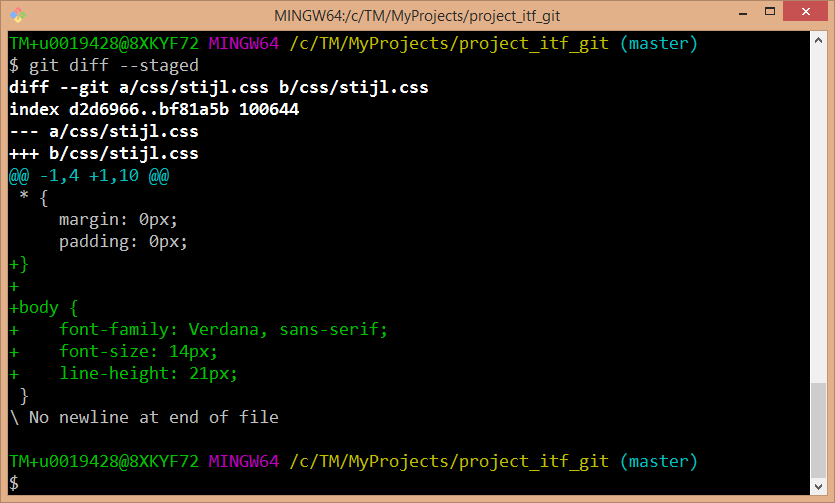 MINGW64:/c/TM/MyProjects/project_itf_git
TM+u0019428@8XKYF72 MINGW64 /c/TM/MyProjects/project_itf_git (master)
$ git diff --staged
diff --git a/css/stijl.css b/css/stijl.css
index d2d6966..bf81a5b 100644
--- a/css/stijl.css
+++ b/css/stijl.css
@@ -1,4 +1,10 @@
 * {
     margin: 0px;
     padding: 0px;
+}
+
+body {
+    font-family: Verdana, sans-serif;
+    font-size: 14px;
+    line-height: 21px;
 }
\ No newline at end of file

TM+u0019428@8XKYF72 MINGW64 /c/TM/MyProjects/project_itf_git (master)
$